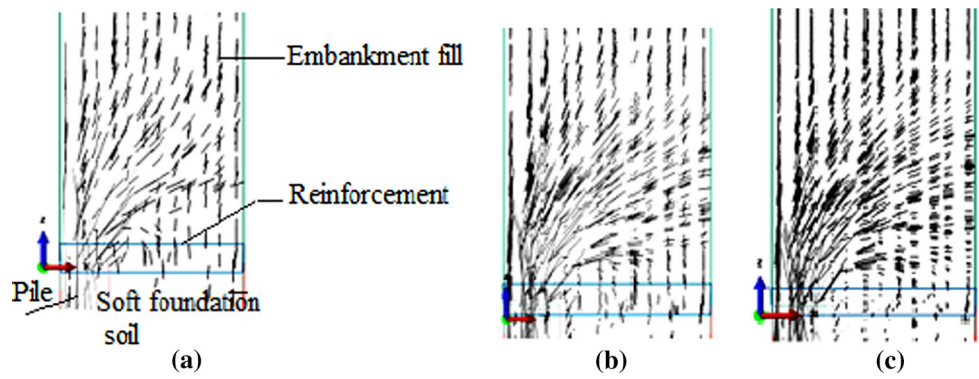 Embankment fill
Reinforcement
Pile
Soft foundation
soil
(a)
(b)
(c)